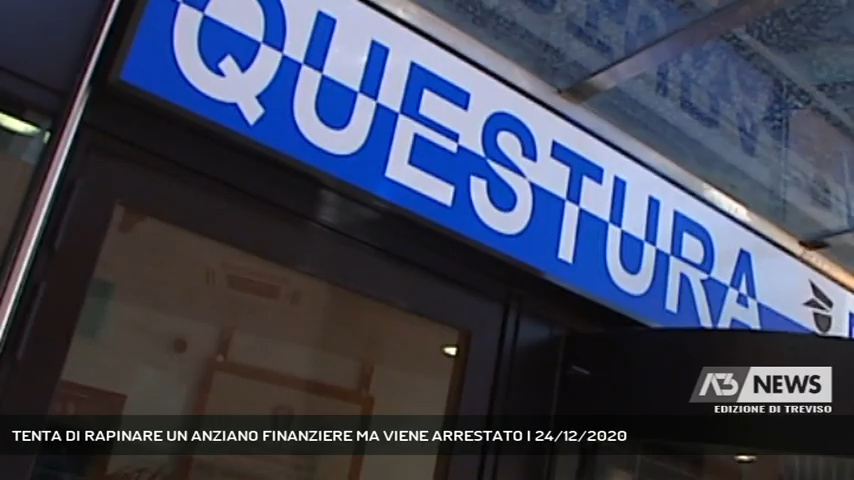 QUESTURA
A3 NEWS
EDIZIONE DI TREVISO
TENTA DI RAPINARE UN ANZIANO FINANZIERE MA VIENE ARRESTATO | 24/12/2020